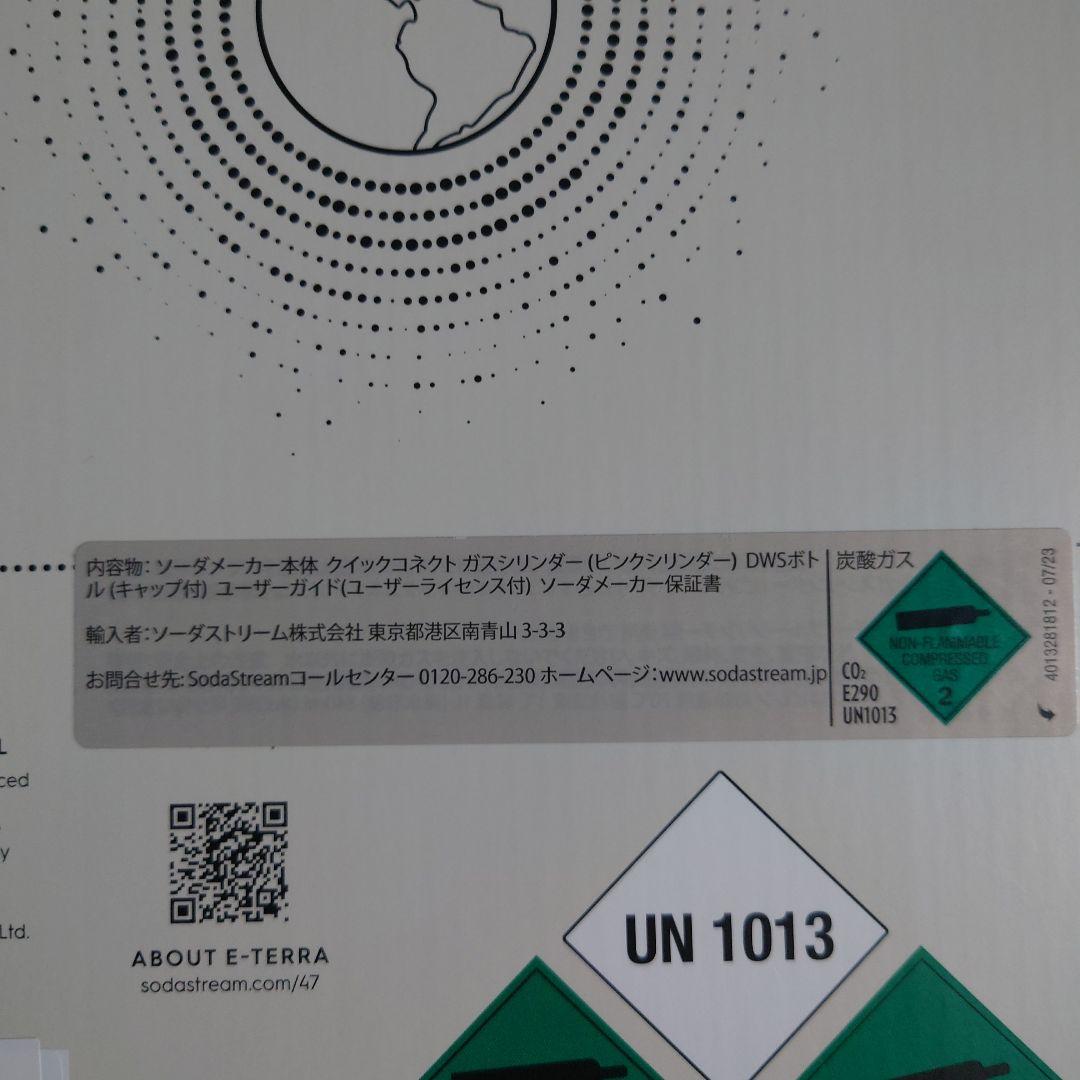 内容物: ソーダメーカー本体 クイックコネクト ガスシリンダー (ピンクシリンダー) DWSボト
ル (キャップ付) ユーザーガイド(ユーザーライセンス付) ソーダメーカー保証書
輸入者:ソーダストリーム株式会社 東京都港区南青山 3-3-3
お問合せ先: SodaStreamコールセンター 0120-286-230 ホームページ:www.sodastream.jp
炭酸ガス
NON-FLAMMABLE
COMPRESSED
GAS
2
CO₂
E290
UN1013
4013281812 - 07/23
L
ced
y
Ltd.
ABOUT E-TERRA
sodastream.com/47
UN 1013